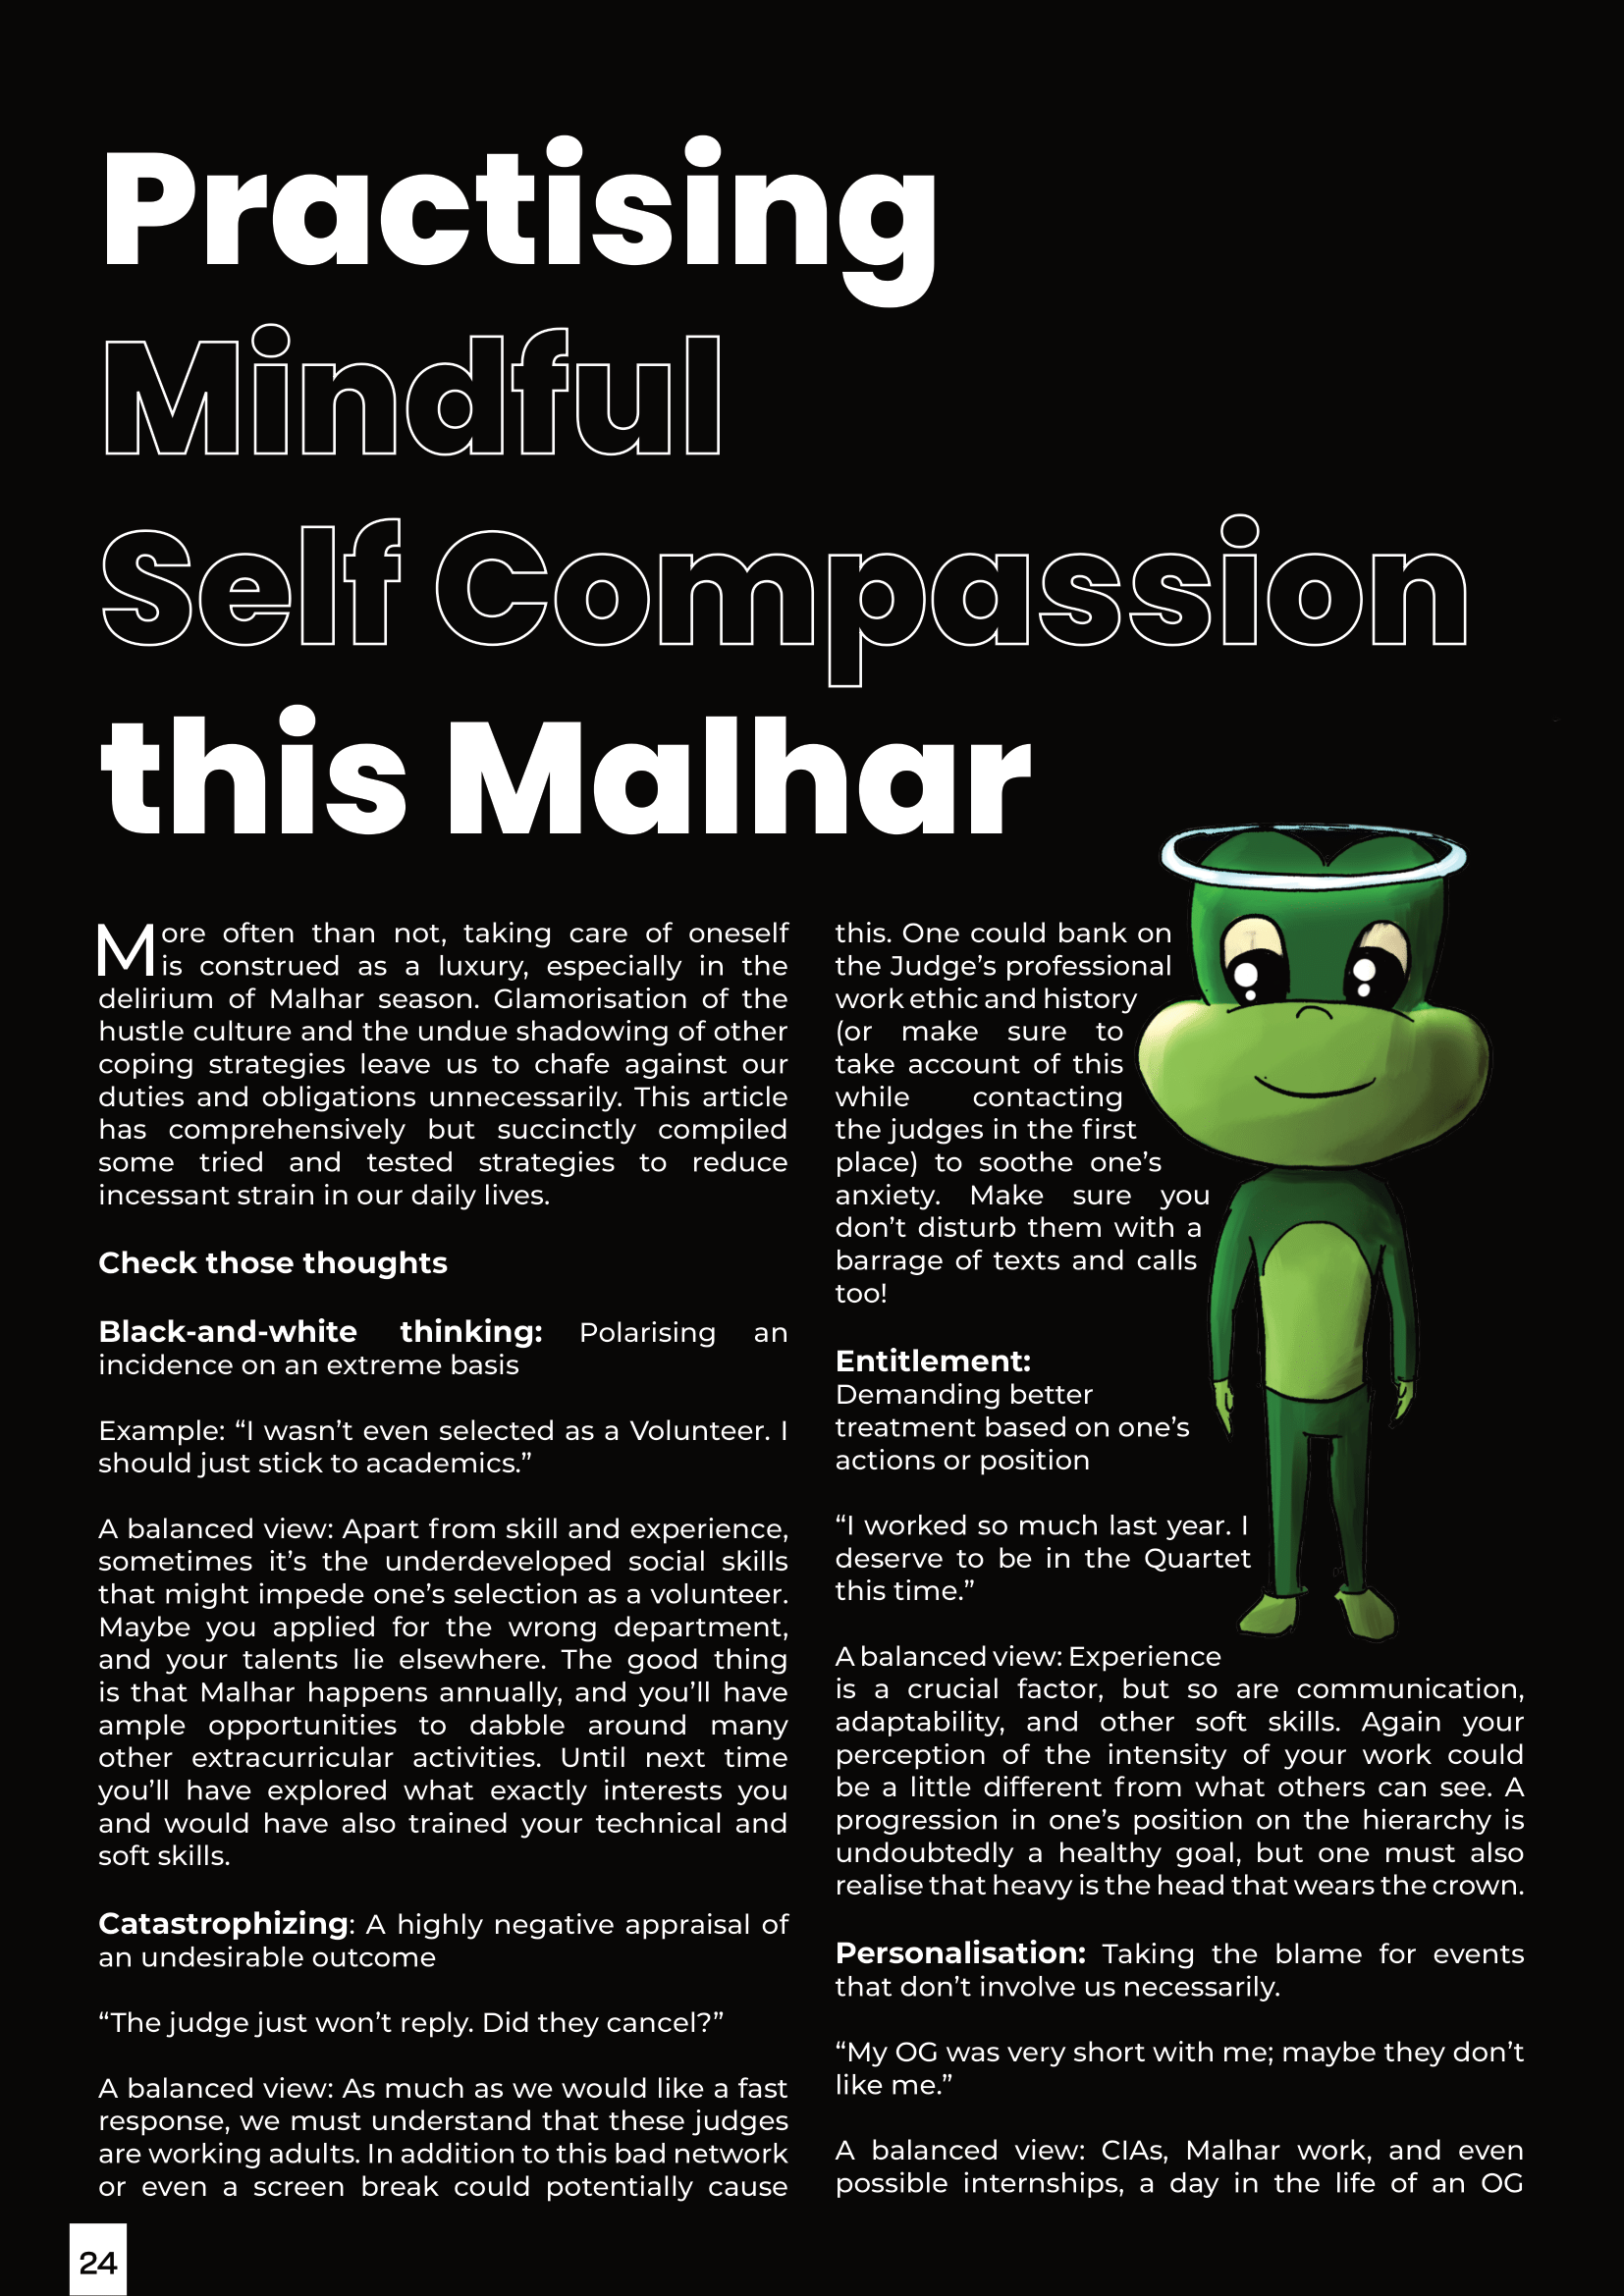 Practising
Mindful
Self Compassion
this Malhar
More often than not, taking care of oneself
is construed as a luxury, especially in the
delirium of Malhar season. Glamorisation of the
hustle culture and the undue shadowing of other
coping strategies leave us to chafe against our
duties and obligations unnecessarily. This article
has comprehensively but succinctly compiled
some tried and tested strategies to reduce
incessant strain in our daily lives.
Check those thoughts
Black-and-white thinking: Polarising an
incidence on an extreme basis
Example: “I wasn’t even selected as a Volunteer. I
should just stick to academics.”
A balanced view: Apart from skill and experience,
sometimes it’s the underdeveloped social skills
that might impede one’s selection as a volunteer.
Maybe you applied for the wrong department,
and your talents lie elsewhere. The good thing
is that Malhar happens annually, and you’ll have
ample opportunities to dabble around many
other extracurricular activities. Until next time
you’ll have explored what exactly interests you
and would have also trained your technical and
soft skills.
Catastrophizing: A highly negative appraisal of
an undesirable outcome
“The judge just won’t reply. Did they cancel?”
A balanced view: As much as we would like a fast
response, we must understand that these judges
are working adults. In addition to this bad network
or even a screen break could potentially cause
this. One could bank on
the Judge’s professional
work ethic and history
(or make sure to
take account of this
while contacting
the judges in the first
place) to soothe one’s
anxiety. Make sure you
don’t disturb them with a
barrage of texts and calls
too!
Entitlement:
Demanding better
treatment based on one’s
actions or position
“I worked so much last year. I
deserve to be in the Quartet
this time.”
A balanced view: Experience
is a crucial factor, but so are communication,
adaptability, and other soft skills. Again your
perception of the intensity of your work could
be a little different from what others can see. A
progression in one’s position on the hierarchy is
undoubtedly a healthy goal, but one must also
realise that heavy is the head that wears the crown.
Personalisation: Taking the blame for events
that don’t involve us necessarily.
“My OG was very short with me; maybe they don’t
like me.”
A balanced view: CIAs, Malhar work, and even
possible internships, a day in the life of an OG
24